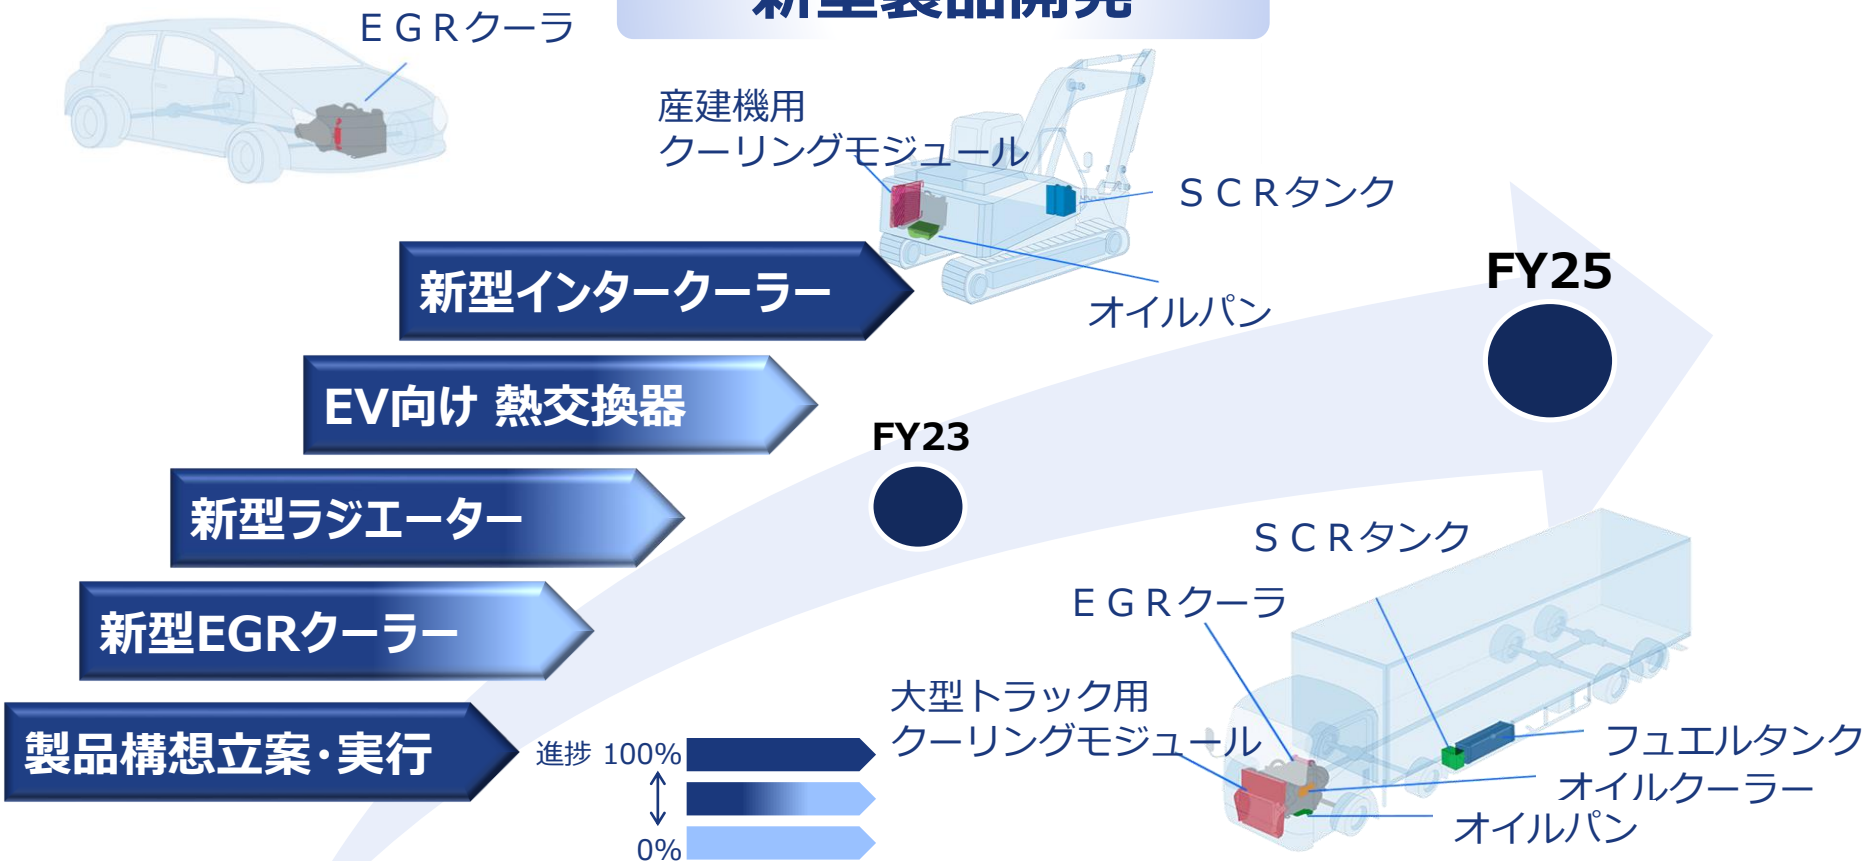 新型製品開発
ＥＧＲクーラ
産建機用
クーリングモジュール
ＳＣＲタンク
オイルパン
新型インタークーラー
FY25
EV向け 熱交換器
FY23
新型ラジエーター
ＳＣＲタンク
ＥＧＲクーラ
新型EGRクーラー
大型トラック用
クーリングモジュール
フュエルタンク
オイルクーラー
オイルパン
製品構想立案・実行
進捗 100%
0%